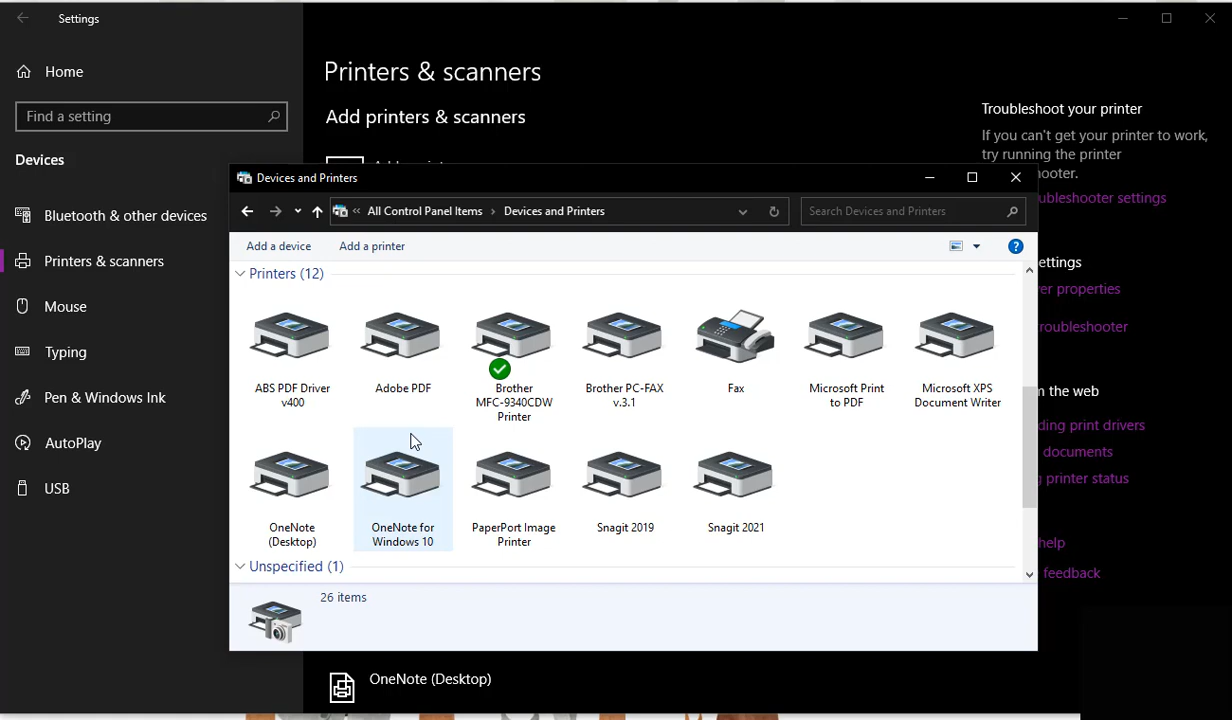 Settings
Home
Find a setting
Devices
Bluetooth & other devices
Printers & scanners
Mouse
Typing
Pen & Windows Ink
AutoPlay
USB
Printers & scanners
Add printers & scanners
Troubleshoot your printer
If you can't get your printer to work,
try running the printer
hooter.
ubleshooter settings
ettings
er properties
roubleshooter
m the web
ding print drivers
documents
g printer status
help
feedback
Devices and Printers
« All Control Panel Items > Devices and Printers
Search Devices and Printers
Add a device
Add a printer
?
Printers (12)
ABS PDF Driver
v400
Adobe PDF
Brother
MFC-9340CDW
Printer
Brother PC-FAX
v.3.1
Fax
Microsoft Print
to PDF
Microsoft XPS
Document Writer
OneNote
(Desktop)
OneNote for
Windows 10
PaperPort Image
Printer
Snagit 2019
Snagit 2021
Unspecified (1)
26 items
OneNote (Desktop)